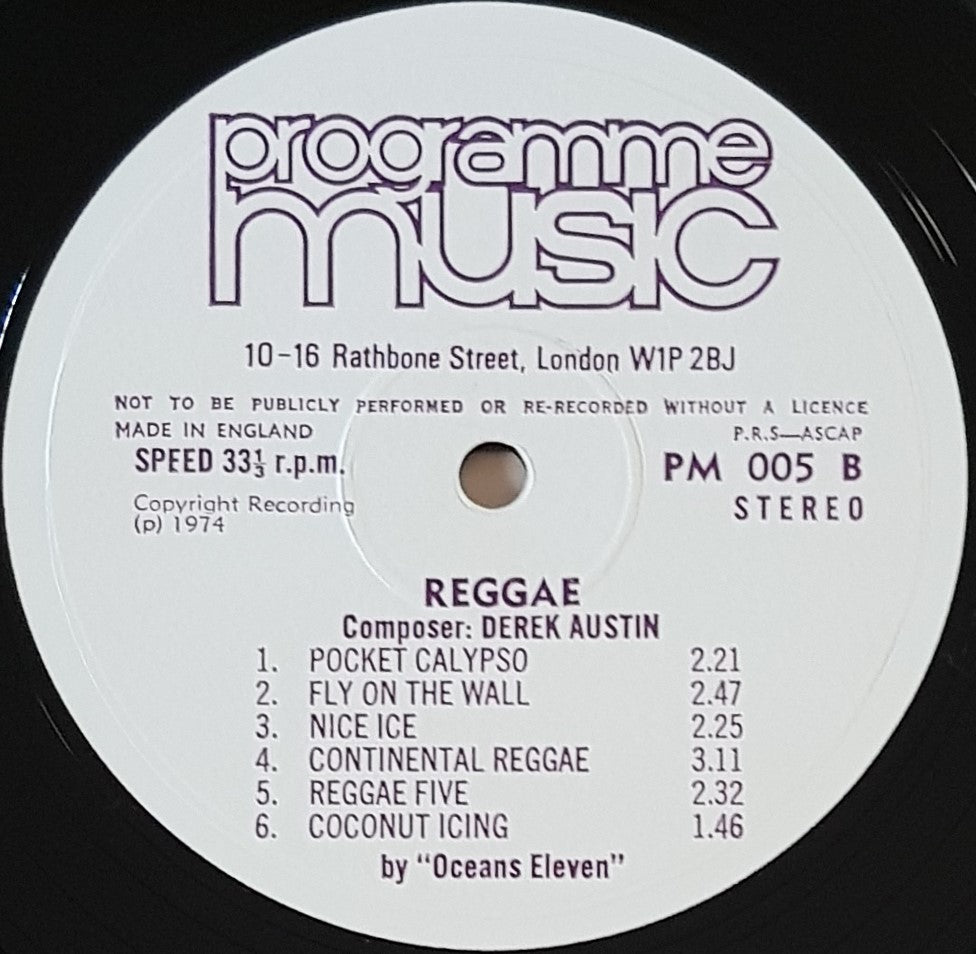 programme
music
10-16 Rathbone Street, London W1P 2BJ
NOT TO BE PUBLICLY PERFORMED OR RE-RECORDED WITHOUT A LICENCE
MADE IN ENGLAND
P.R.S—ASCAP
SPEED 33⅓ r.p.m.
PM 005 B
Copyright Recording
STEREO
(p) 1974
REGGAE
Composer: DEREK AUSTIN
1. POCKET CALYPSO 2.21
2. FLY ON THE WALL 2.47
3. NICE ICE 2.25
4. CONTINENTAL REGGAE 3.11
5. REGGAE FIVE 2.32
6. COCONUT ICING 1.46
by "Oceans Eleven"